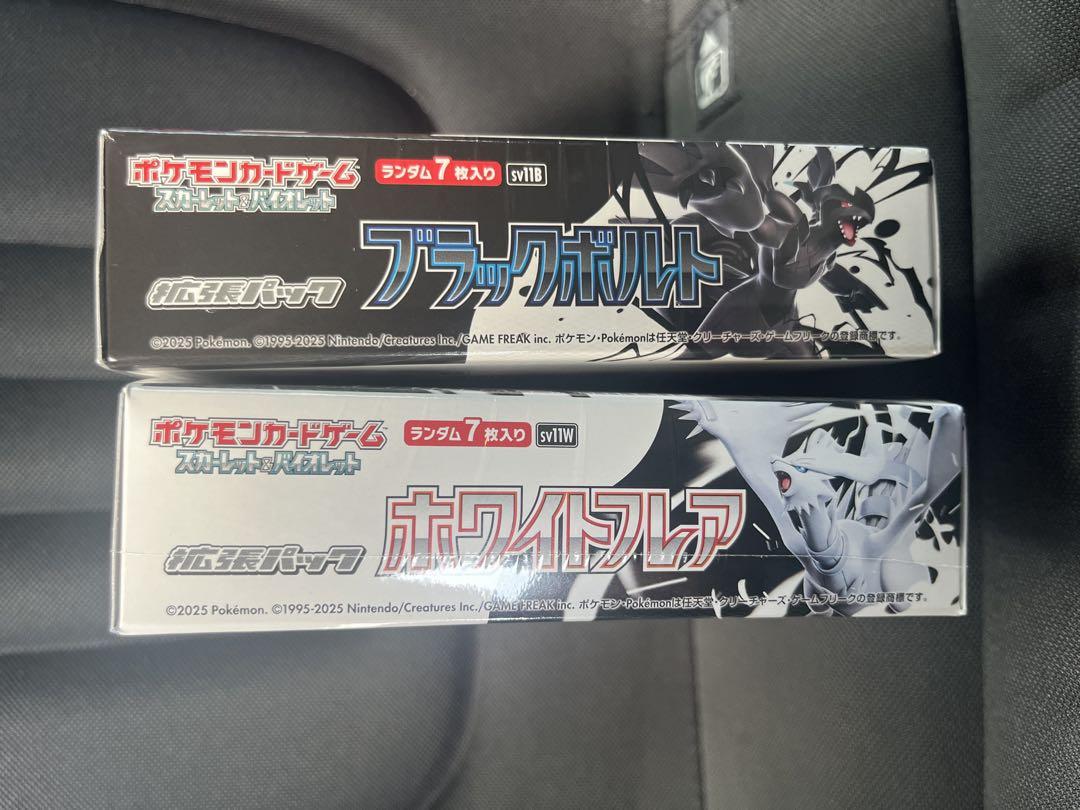 ポケモンカードゲーム
スカーレット&バイオレット
ランダム7枚入り
sv11B
ブラックボルト
拡張パック
©2025 Pokémon. ©1995-2025 Nintendo/Creatures Inc./GAME FREAK inc. ポケモン・Pokémonは任天堂・クリーチャーズ・ゲームフリークの登録商標です。
ポケモンカードゲーム
スカーレット&バイオレット
ランダム7枚入り
sv11W
ホワイトフレア
拡張パック
©2025 Pokémon. ©1995-2025 Nintendo/Creatures Inc./GAME FREAK inc. ポケモン・Pokémonは任天堂・クリーチャーズ・ゲームフリークの登録商標です。